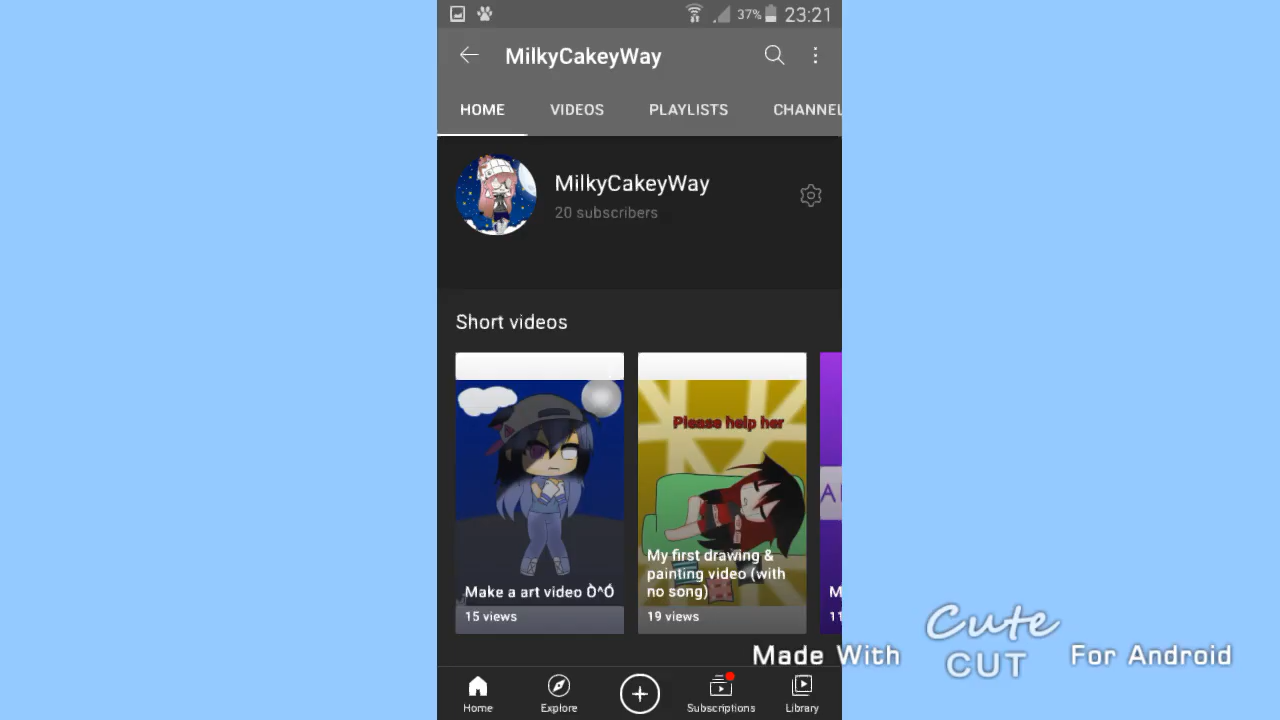 37% 23:21
MilkyCakeyWay
HOME VIDEOS PLAYLISTS CHANNEL
MilkyCakeyWay
20 subscribers
Short videos
Please help her
My first drawing &
painting video (with
no song)
19 views
Make a art video Ò^Ó
15 views
Home Explore Subscriptions Library
Made With Cute CUT For Android